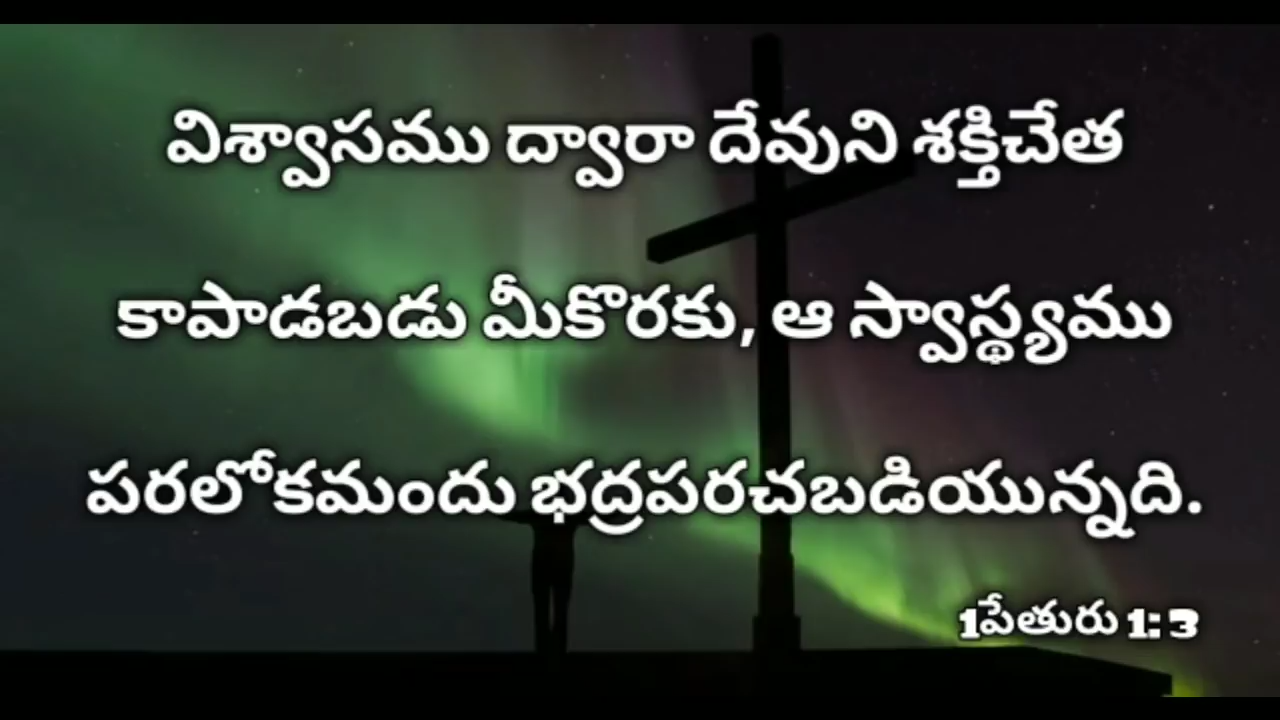 విశ్వాసము ద్వారా దేవుని శక్తిచేత
కాపాడబడు మీకొరకు, ఆ స్వాస్థ్యము
పరలోకమందు భద్రపరచబడియున్నది.
1పేతురు 1: 3